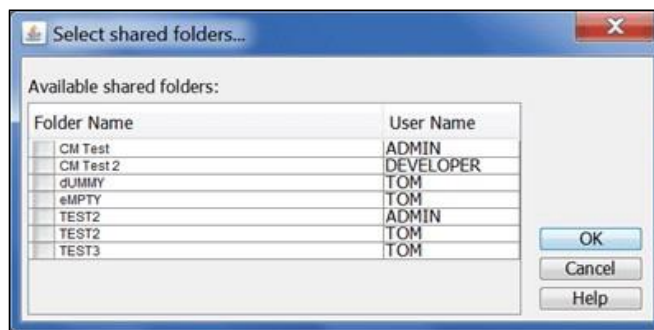 Select shared folders...
Available shared folders:
Folder Name User Name
CM Test ADMIN
CM Test 2 DEVELOPER
dUMMY TOM
eMPTY TOM
TEST2 ADMIN
TEST2 TOM
TEST3 TOM
OK
Cancel
Help